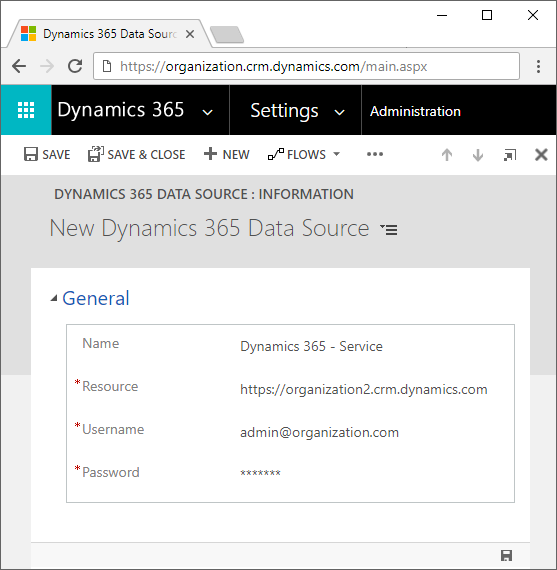 Dynamics 365 Data Sourc
https://organization.crm.dynamics.com/main.aspx
Dynamics 365 Settings Administration
SAVE SAVE & CLOSE NEW FLOWS
DYNAMICS 365 DATA SOURCE : INFORMATION
New Dynamics 365 Data Source
General
Name Dynamics 365 - Service
*Resource https://organization2.crm.dynamics.com
*Username admin@organization.com
*Password *******